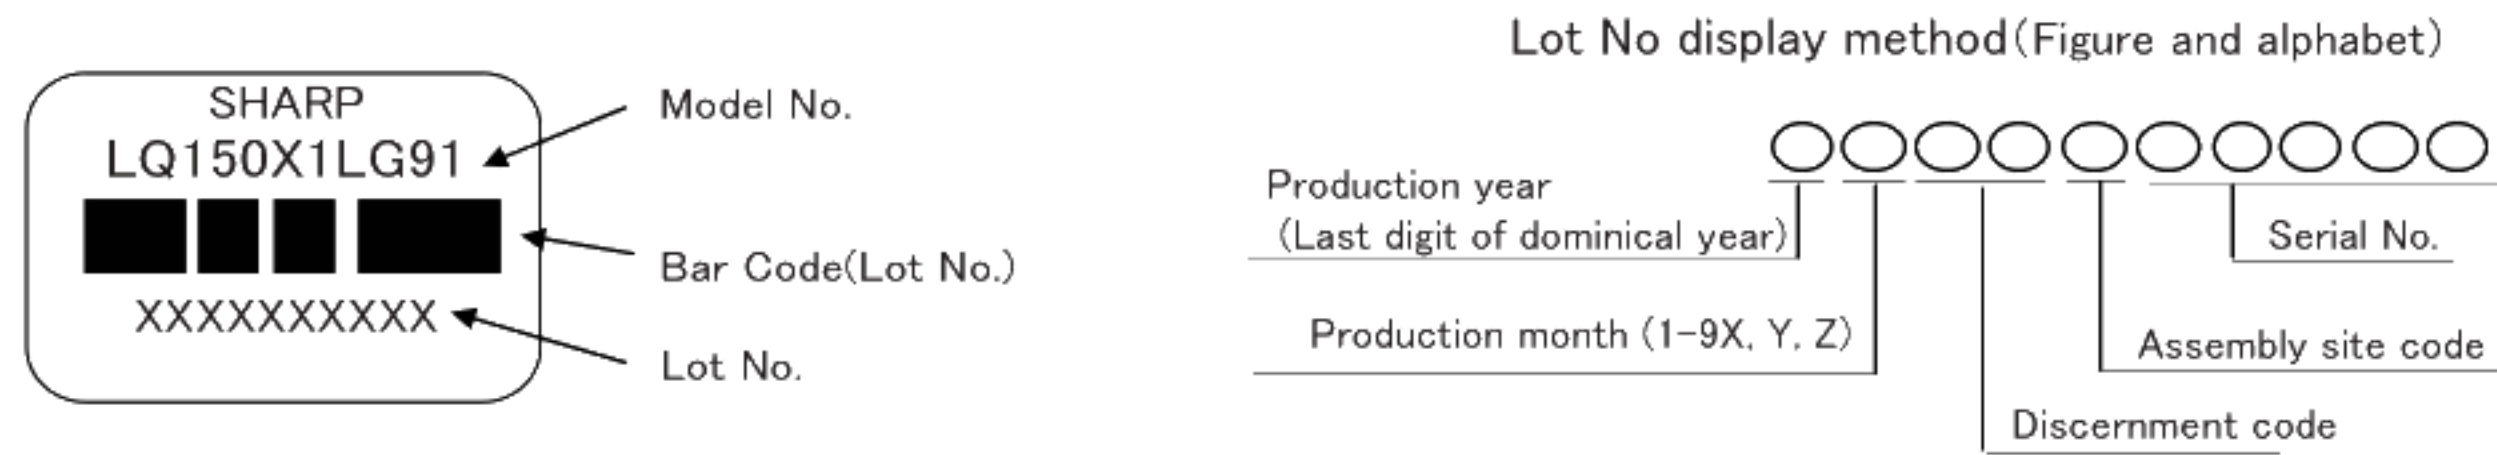 SHARP
LQ150X1LG91
XXXXXXXXXX
Model No.
Bar Code(Lot No.)
Lot No.
Lot No display method(Figure and alphabet)
Production year
(Last digit of dominical year)
Production month (1-9X, Y, Z)
Serial No.
Assembly site code
Discernment code